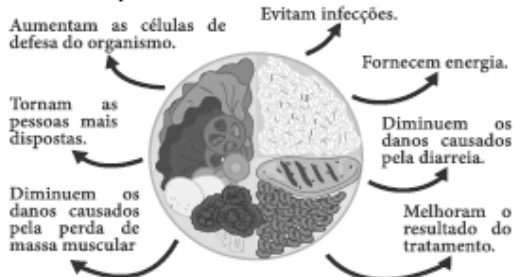 Aumentam as células de
defesa do organismo.
Evitam infecções.
Fornecem energia.
Tornam as
pessoas mais
dispostas.
Diminuem os
danos causados
pela diarreia.
Diminuem os
danos causados
pela perda de
massa muscular
Melhoram o
resultado do
tratamento.